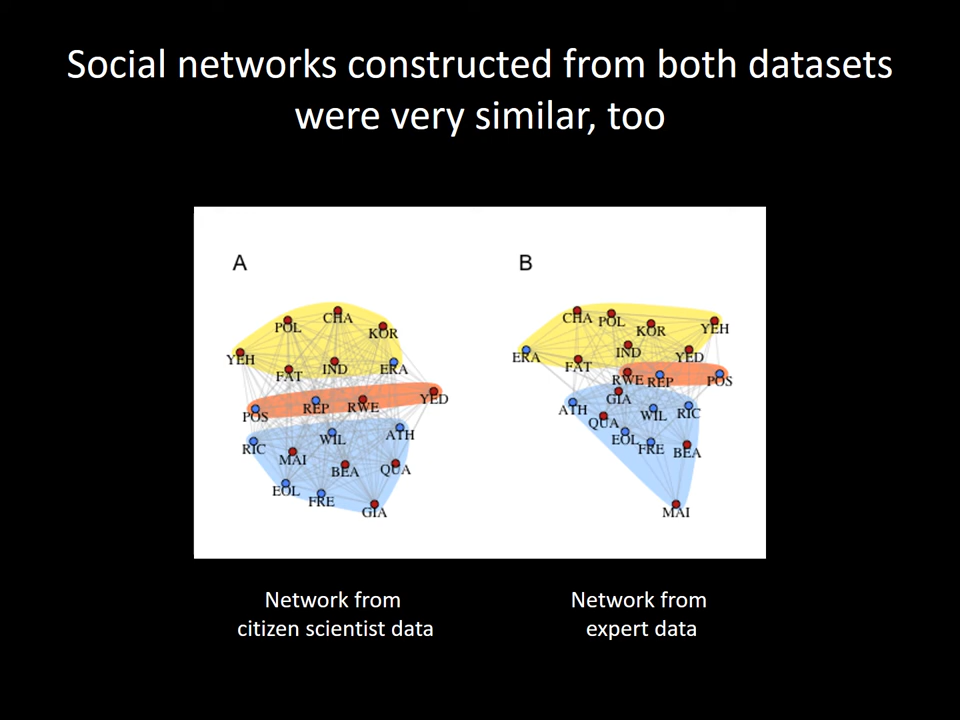 Social networks constructed from both datasets
were very similar, too
A
POL
CHA
KOR
YEH
FAT
IND
ERA
POS
REP
RWE
YED
RIC
MAI
WIL
ATH
BEA
QUA
EOL
FRE
GIA
B
CHA
POL
KOR
YEH
ERA
FAT
IND
YED
RWE
REP
POS
ATH
GIA
QUA
WIL
RIC
EOL
FRE
BEA
MAI
Network from
citizen scientist data
Network from
expert data